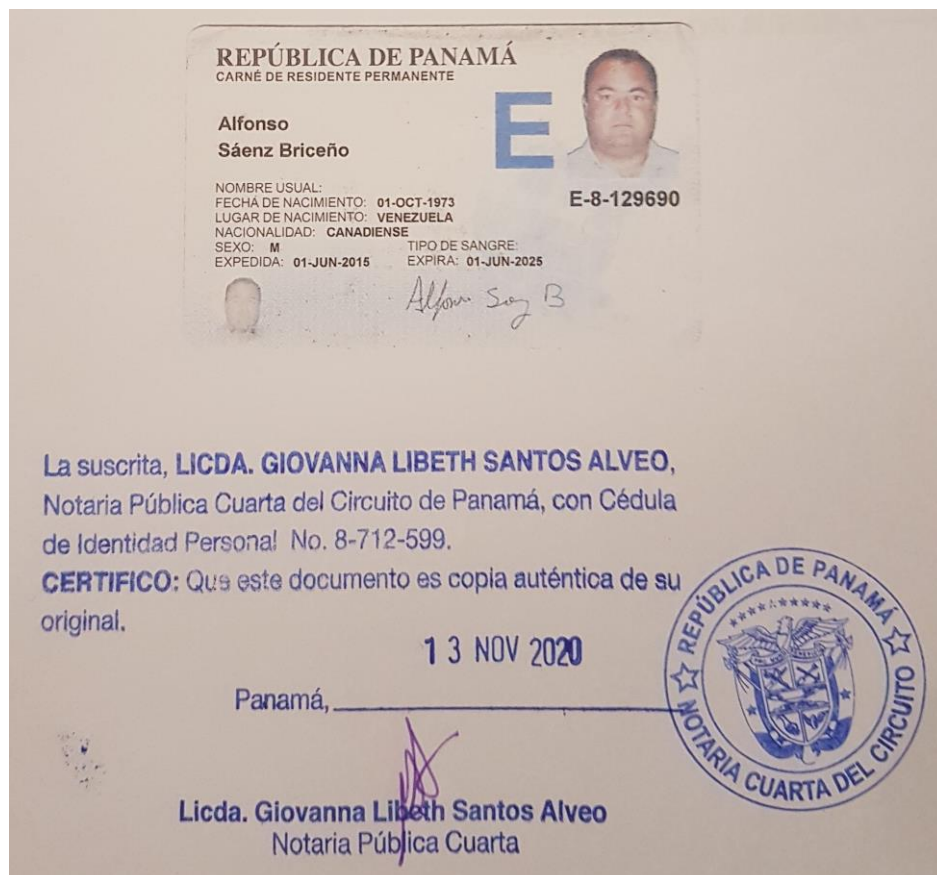 REPÚBLICA DE PANAMÁ
CARNÉ DE RESIDENTE PERMANENTE
Alfonso
Sáenz Briceño
E
NOMBRE USUAL:
FECHA DE NACIMIENTO: 01-OCT-1973
E-8-129690
LUGAR DE NACIMIENTO: VENEZUELA
NACIONALIDAD: CANADIENSE
SEXO: M TIPO DE SANGRE:
EXPEDIDA: 01-JUN-2015 EXPIRA: 01-JUN-2025
Alfonso B
La suscrita, LICDA. GIOVANNA LIBETH SANTOS ALVEO,
Notaria Pública Cuarta del Circuito de Panamá, con Cédula
de Identidad Personal No. 8-712-599.
CERTIFICO: Que este documento es copia auténtica de su
original.
13 NOV 2020
Panamá,
REPÚBLICA DE PANAMÁ
NOTARIA CUARTA DEL CIRCUITO
Licda. Giovanna Libeth Santos Alveo
Notaria Pública Cuarta